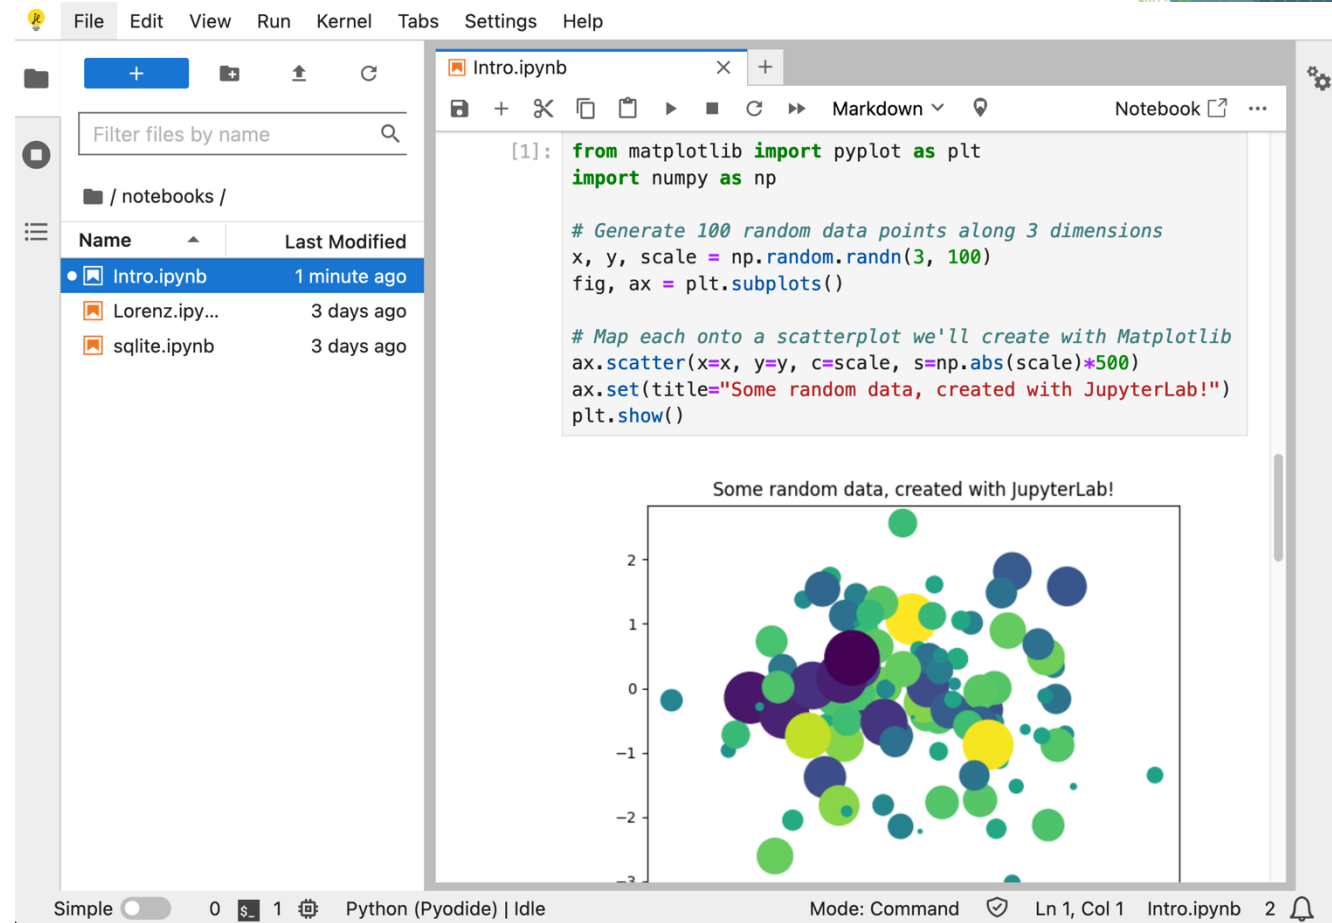 File Edit View Run Kernel Tabs Settings Help
Filter files by name
/ notebooks /
Name Last Modified
Intro.ipynb 1 minute ago
Lorenz.ipy... 3 days ago
sqlite.ipynb 3 days ago
Intro.ipynb
Markdown Notebook
[1]: from matplotlib import pyplot as plt
import numpy as np
# Generate 100 random data points along 3 dimensions
x, y, scale = np.random.randn(3, 100)
fig, ax = plt.subplots()
# Map each onto a scatterplot we'll create with Matplotlib
ax.scatter(x=x, y=y, c=scale, s=np.abs(scale)*500)
ax.set(title="Some random data, created with JupyterLab!")
plt.show()
Some random data, created with JupyterLab!
2
1
0
−1
−2
−3
Simple 0 $_ 1 Python (Pyodide) | Idle Mode: Command Ln 1, Col 1 Intro.ipynb 2